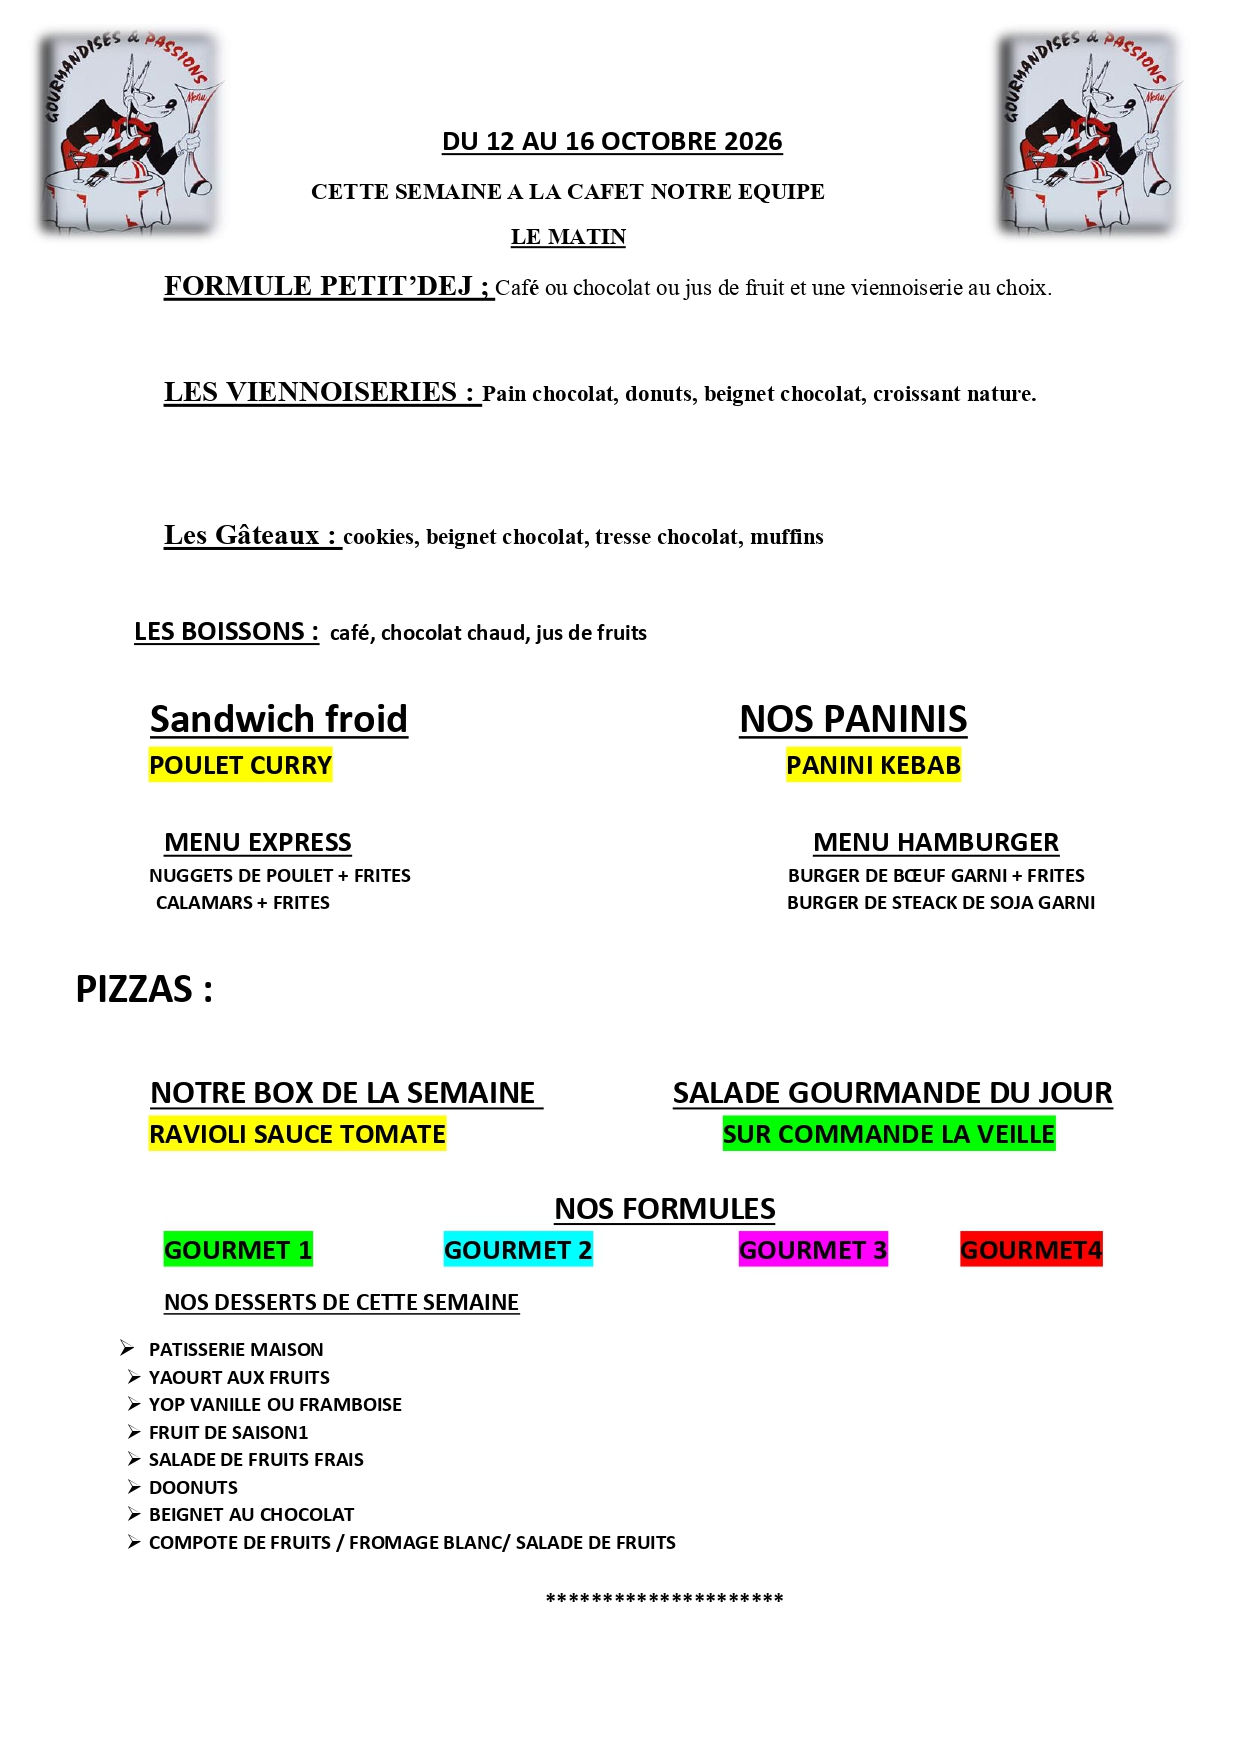 GOURMANDISES & PASSIONS
Menu
GOURMANDISES & PASSIONS
Menu
DU 12 AU 16 OCTOBRE 2026
CETTE SEMAINE A LA CAFET NOTRE EQUIPE
LE MATIN
FORMULE PETIT’DEJ ; Café ou chocolat ou jus de fruit et une viennoiserie au choix.
LES VIENNOISERIES : Pain chocolat, donuts, beignet chocolat, croissant nature.
Les Gâteaux : cookies, beignet chocolat, tresse chocolat, muffins
LES BOISSONS : café, chocolat chaud, jus de fruits
Sandwich froid NOS PANINIS
POULET CURRY PANINI KEBAB
MENU EXPRESS MENU HAMBURGER
NUGGETS DE POULET + FRITES BURGER DE BŒUF GARNI + FRITES
CALAMARS + FRITES BURGER DE STEACK DE SOJA GARNI
PIZZAS :
NOTRE BOX DE LA SEMAINE SALADE GOURMANDE DU JOUR
RAVIOLI SAUCE TOMATE SUR COMMANDE LA VEILLE
NOS FORMULES
GOURMET 1 GOURMET 2 GOURMET 3 GOURMET4
NOS DESSERTS DE CETTE SEMAINE
➢ PATISSERIE MAISON
➢ YAOURT AUX FRUITS
➢ YOP VANILLE OU FRAMBOISE
➢ FRUIT DE SAISON1
➢ SALADE DE FRUITS FRAIS
➢ DOONUTS
➢ BEIGNET AU CHOCOLAT
➢ COMPOTE DE FRUITS / FROMAGE BLANC/ SALADE DE FRUITS
*********************